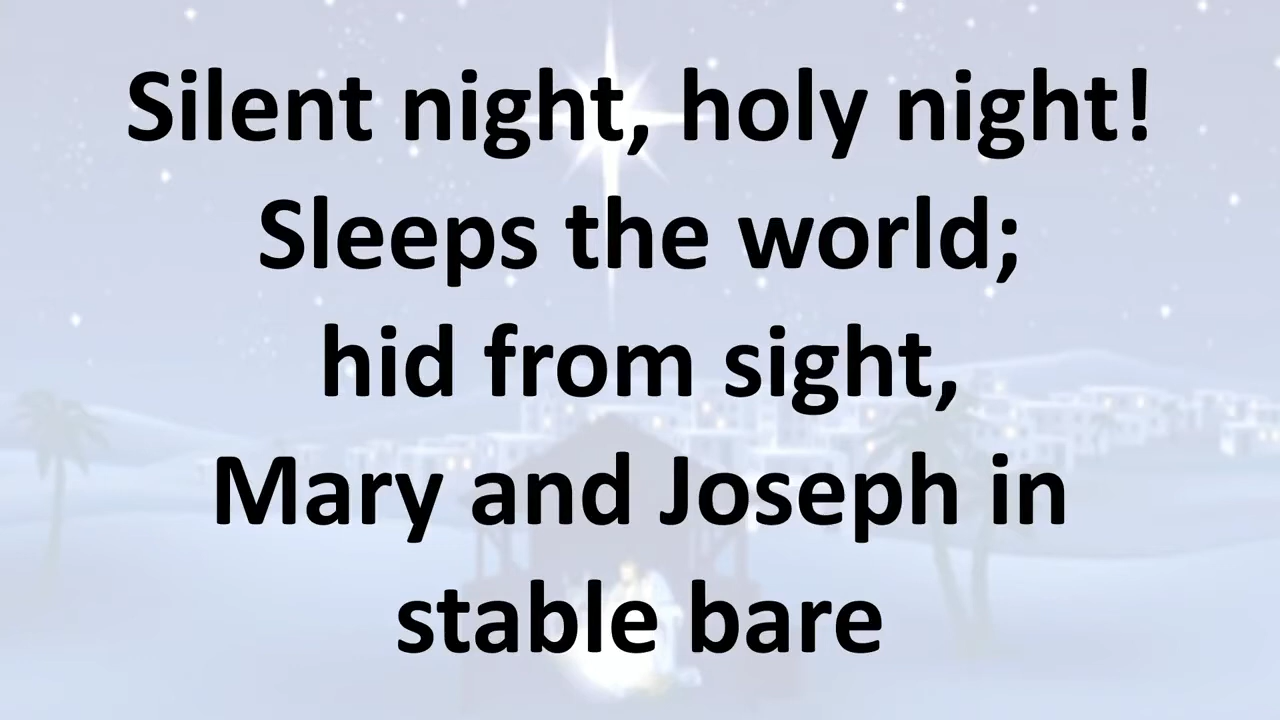 Silent night, holy night!
Sleeps the world;
hid from sight,
Mary and Joseph in
stable bare